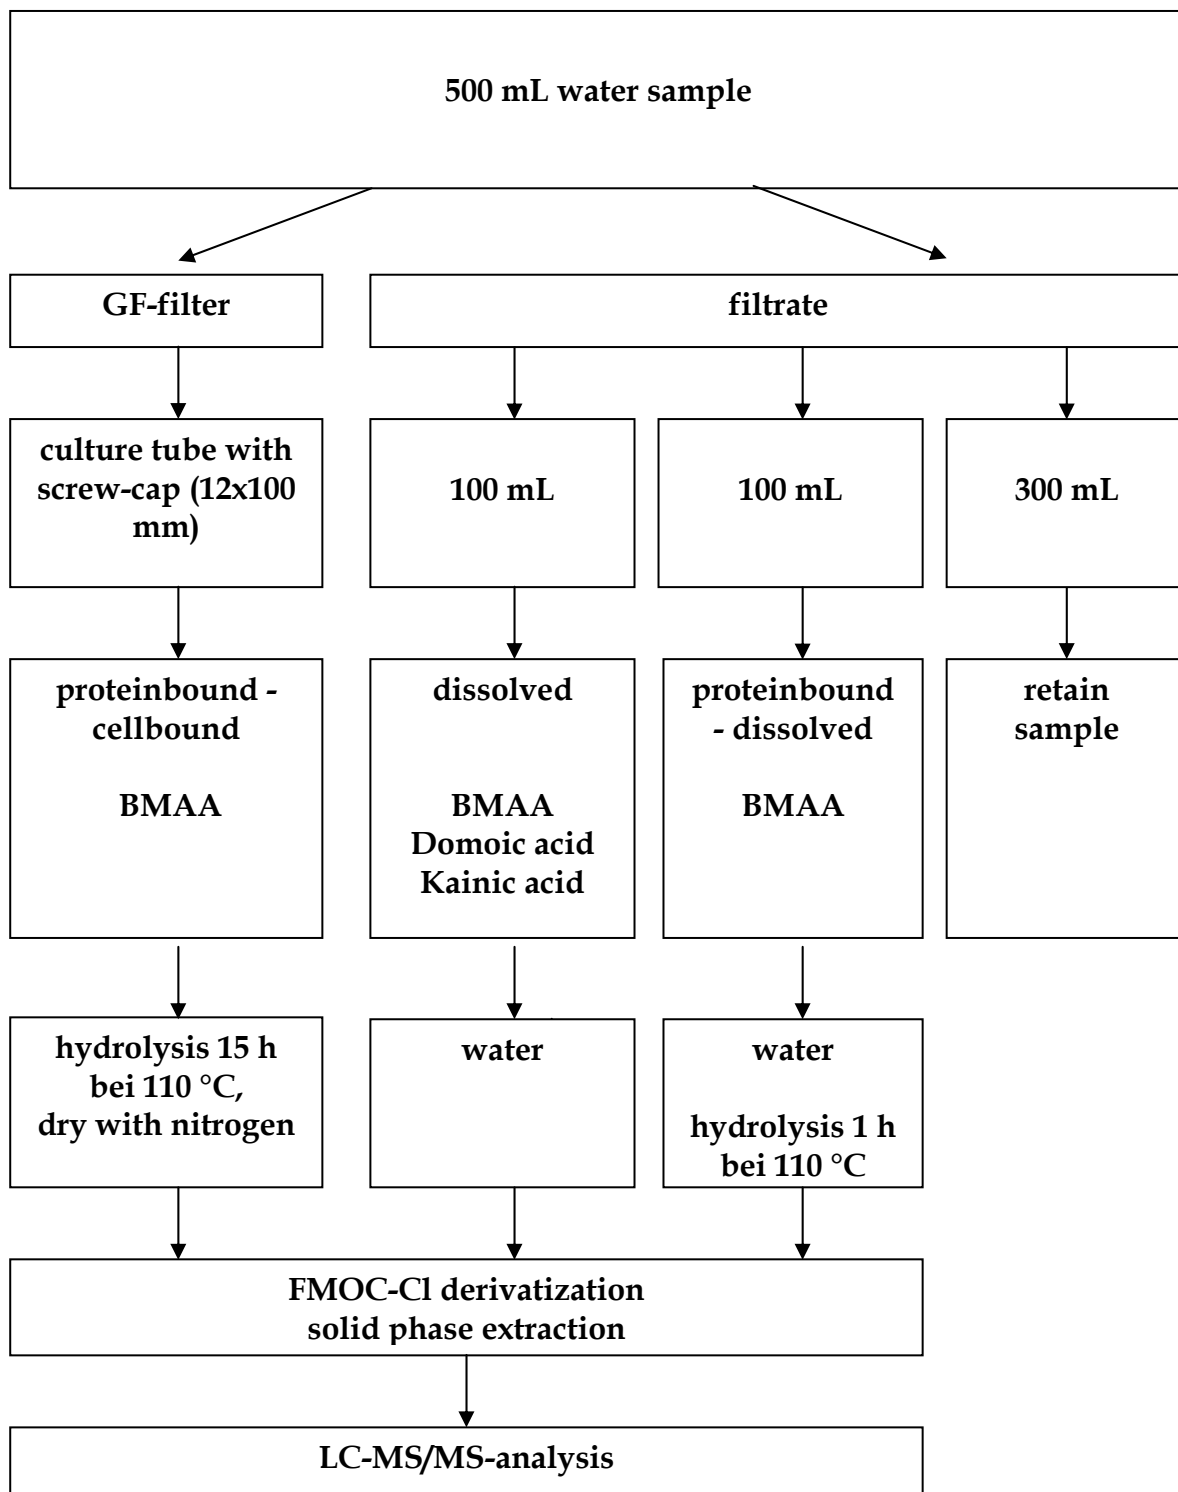 500 mL water sample
GF-filter
filtrate
culture tube with
screw-cap (12x100
mm)
100 mL
100 mL
300 mL
proteinbound -
cellbound
BMAA
dissolved
BMAA
Domoic acid
Kainic acid
proteinbound
- dissolved
BMAA
retain
sample
hydrolysis 15 h
bei 110 °C,
dry with nitrogen
water
water
hydrolysis 1 h
bei 110 °C
FMOC-Cl derivatization
solid phase extraction
LC-MS/MS-analysis